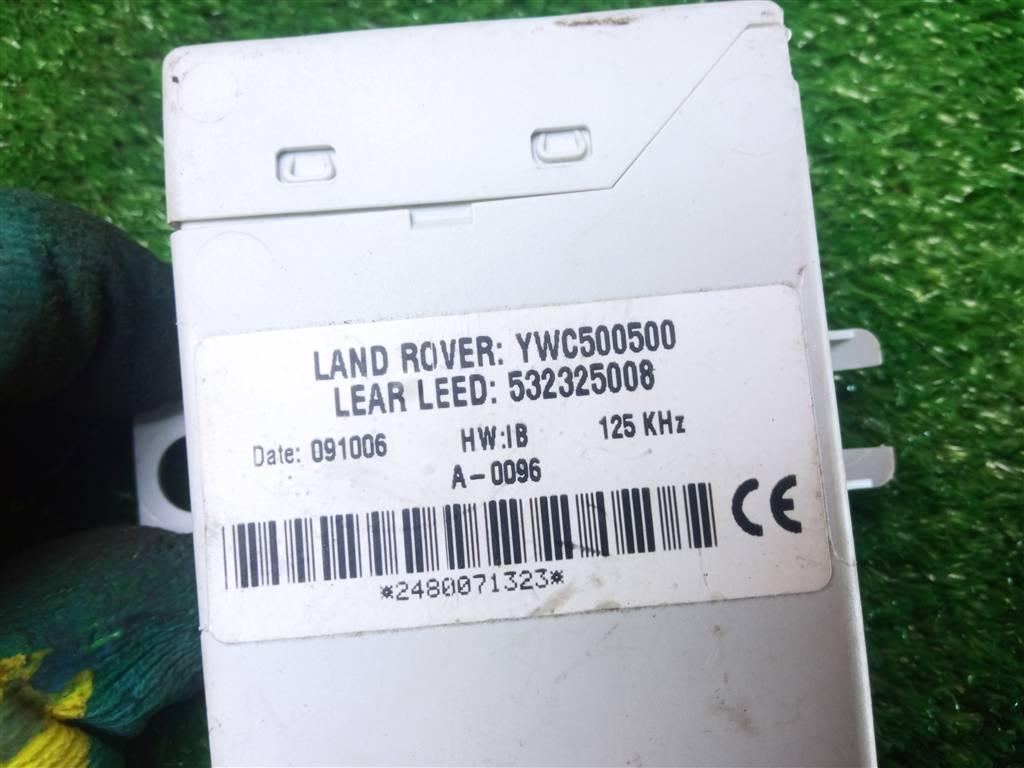 LAND ROVER: YWC500500
LEAR LEED: 532325008
Date: 091006 HW:IB 125 KHz
A-0096
CE
*2480071323*